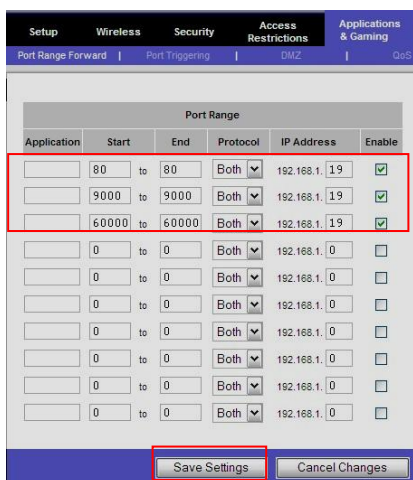 Setup Wireless Security Access Restrictions Applications & Gaming
Port Range Forward | Port Triggering | DMZ | QoS
Port Range
Application Start End Protocol IP Address Enable
80 to 80 Both 192.168.1. 19
9000 to 9000 Both 192.168.1. 19
60000 to 60000 Both 192.168.1. 19
0 to 0 Both 192.168.1. 0
0 to 0 Both 192.168.1. 0
0 to 0 Both 192.168.1. 0
0 to 0 Both 192.168.1. 0
0 to 0 Both 192.168.1. 0
0 to 0 Both 192.168.1. 0
0 to 0 Both 192.168.1. 0
Save Settings Cancel Changes